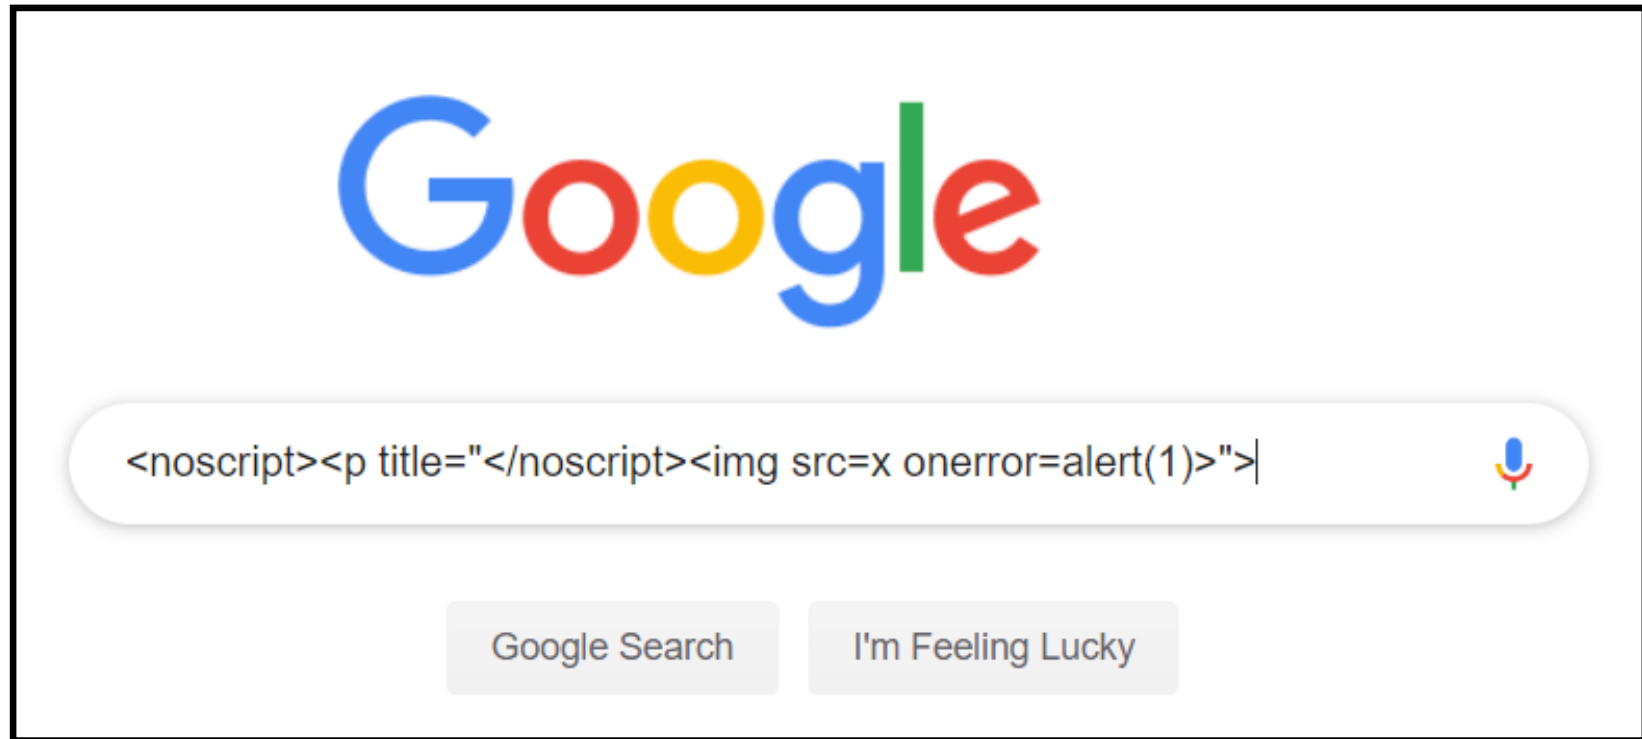 Google
<noscript><p title="</noscript><img src=x onerror=alert(1)>">
Google Search
I'm Feeling Lucky